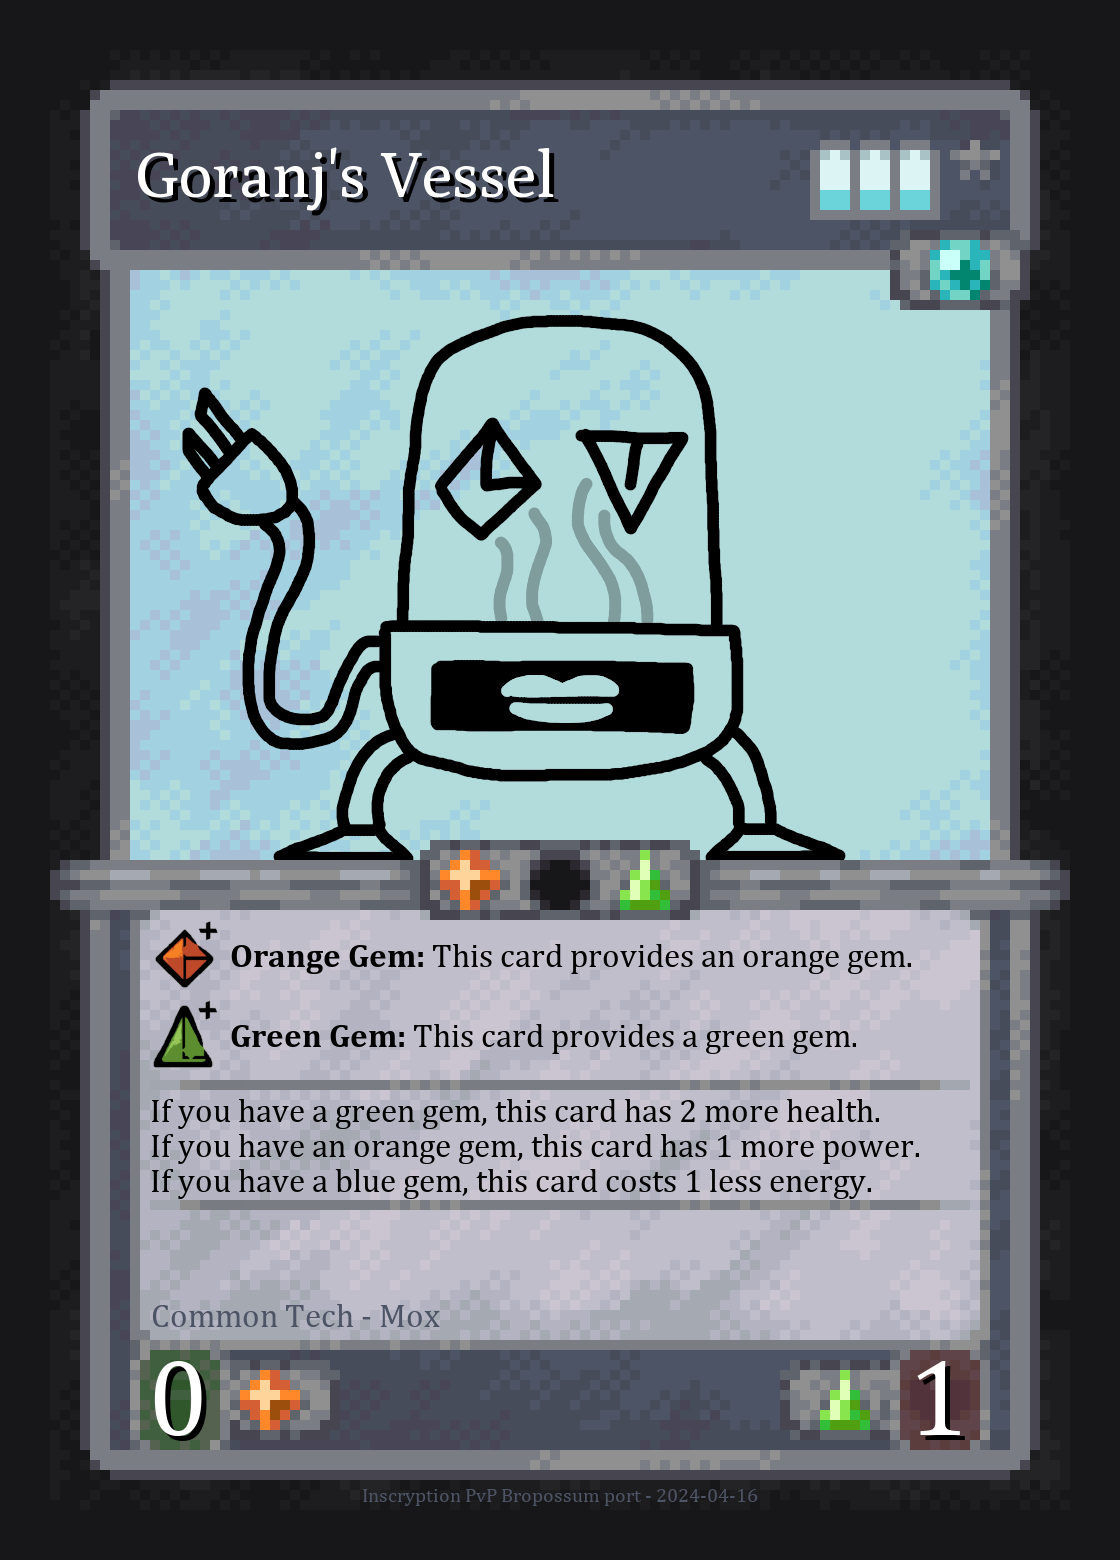 Goranj's Vessel
Orange Gem: This card provides an orange gem.
Green Gem: This card provides a green gem.
If you have a green gem, this card has 2 more health.
If you have an orange gem, this card has 1 more power.
If you have a blue gem, this card costs 1 less energy.
Common Tech - Mox
0 1
Inscryption PvP Bropossum port - 2024-04-16